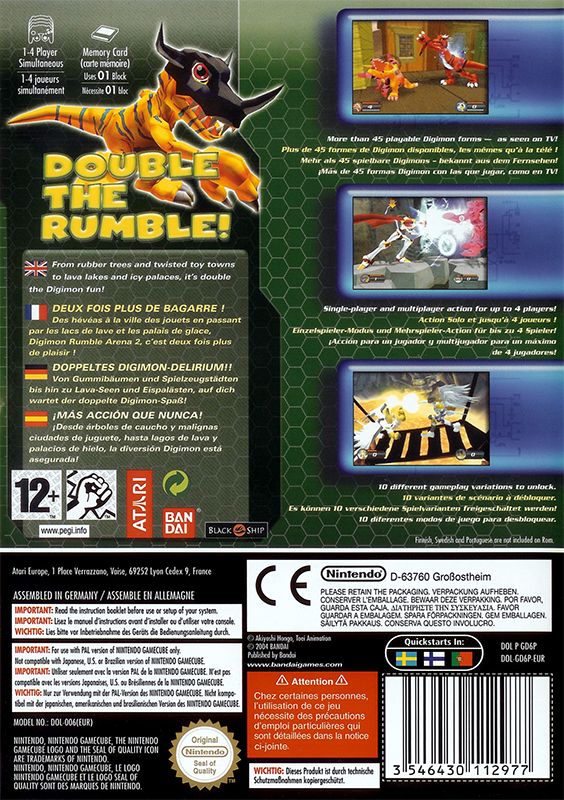 1-4 Player
Simultaneous
1-4 joueurs
simultanément
Memory Card
(carte mémoire)
Uses 01 Block
Nécessite 01 bloc
DOUBLE
THE
RUMBLE!
From rubber trees and twisted toy towns
to lava lakes and icy palaces, it's double
the Digimon fun!
DEUX FOIS PLUS DE BAGARRE !
Des hévéas à la ville des jouets en passant
par les lacs de lave et les palais de glace,
Digimon Rumble Arena 2, c'est deux fois plus
de plaisir !
DOPPELTES DIGIMON-DELIRIUM!!
Von Gummibäumen und Spielzeugstädten
bis hin zu Lava-Seen und Eispalästen, auf dich
wartet der doppelte Digimon-Spaß!
¡MÁS ACCIÓN QUE NUNCA!
¡Desde árboles de caucho y malignas
ciudades de juguete, hasta lagos de lava y
palacios de hielo, la diversión Digimon está
asegurada!
More than 45 playable Digimon forms — as seen on TV!
Plus de 45 formes de Digimon disponibles, les mêmes qu'à la télé !
Mehr als 45 spielbare Digimons - bekannt aus dem Fernsehen!
¡Más de 45 formas Digimon con las que jugar, como en TV!
Single-player and multiplayer action for up to 4 players!
Action Solo et jusqu'à 4 joueurs !
Einzelspieler-Modus und Mehrspieler-Action für bis zu 4 Spieler!
¡Acción para un jugador y multijugador para un máximo
de 4 jugadores!
10 different gameplay variations to unlock.
10 variantes de scénario à débloquer.
Es können 10 verschiedene Spielvarianten freigeschaltet werden!
10 diferentes modos de juego para desbloquear.
Finnish, Swedish and Portuguese are not included on Rom.
12+
www.pegi.info
ATARI
BAN
DAI
BLACK SHIP
Atari Europe, 1 Place Verrazzano, Vaise, 69252 Lyon Cedex 9, France
ASSEMBLED IN GERMANY / ASSEMBLE EN ALLEMAGNE
IMPORTANT: Read the instruction booklet before use or setup of your system.
IMPORTANT: Lisez le manuel d'instructions avant d'installer ou d'utiliser votre console.
WICHTIG: Lies bitte vor Inbetriebnahme des Geräts die Bedienungsanleitung durch.
IMPORTANT: For use with PAL version of NINTENDO GAMECUBE only.
Not compatible with Japanese, U.S. or Brazilian version of NINTENDO GAMECUBE.
IMPORTANT: Utiliser seulement avec le version PAL de la NINTENDO GAMECUBE. N'est pas
compatible avec les versions Japonaises, U.S. ou Brésiliennes de la NINTENDO GAMECUBE.
WICHTIG: Nur zur Verwendung mit der PAL-Version des NINTENDO GAMECUBE. Nicht kompa-
tibel mit der japanischen, amerikanischen und brasilianischen Version des NINTENDO GAMECUBE.
MODEL NO.: DOL-006(EUR)
NINTENDO, NINTENDO GAMECUBE, THE NINTENDO
GAMECUBE LOGO AND THE SEAL OF QUALITY ICON
ARE TRADEMARKS OF NINTENDO.
NINTENDO, NINTENDO GAMECUBE, LE LOGO
NINTENDO GAMECUBE ET LE LOGO SEAL OF
QUALITY SONT DES MARQUES DE NINTENDO.
Original
Nintendo
Seal of
Quality
CE
Nintendo
D-63760 Großostheim
PLEASE RETAIN THE PACKAGING. VERPACKUNG AUFHEBEN.
CONSERVER L'EMBALLAGE. BEWAAR DEZE VERPAKKING. POR FAVOR,
GUARDA ESTA CAJA. ΔΙΑΤΗΡΗΣΤΕ ΤΗΝ ΣΥΣΚΕΥΑΣΙΑ. FAVOR
GUARDAR A EMBALAGEM. SPARA FÖRPACKNINGEN. GEM EMBALLAGEN.
SÄILYTÄ PAKKAUS. CONSERVA QUESTO INVOLUCRO.
© Akiyoshi Hongo, Toei Animation
© 2004 BANDAI
Published by Bandai
www.bandaigames.com
Quickstarts In:
DOL P GD6P
DOL-GD6P-EUR
Attention
Chez certaines personnes,
l'utilisation de ce jeu
nécessite des précautions
d'emploi particulières qui
sont détaillées dans la notice
ci-jointe.
WICHTIG: Dieses Produkt ist durch technische
Schutzmaßnahmen kopiergeschützt.
3 546430 112977